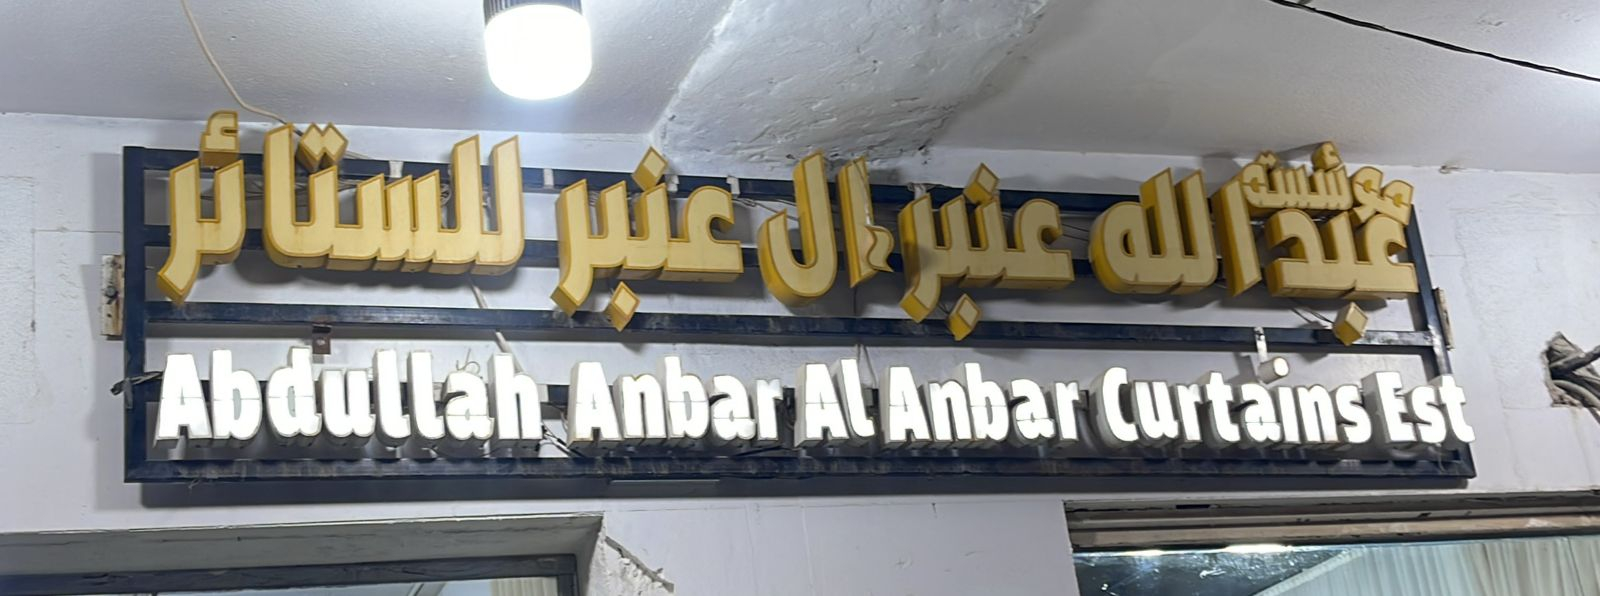 مؤسسة
عبدالله عنبر آل عنبر للستائر
Abdullah Anbar Al Anbar Curtains Est